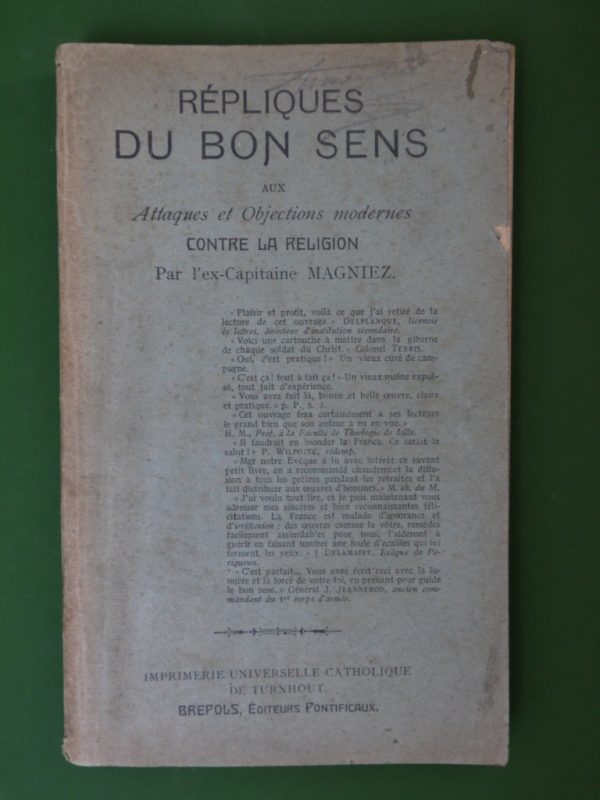 RÉPLIQUES
DU BON SENS
AUX
Attaques et Objections modernes
CONTRE LA RELIGION
Par l'ex-Capitaine MAGNIEZ.
« Plaisir et profit, voilà ce que j'ai retiré de la
lecture de cet ouvrage. » DELPLANQUE, licencié
ès lettre, directeur d'institution secondaire.
« Voici une cartouche à mettre dans la giberne
de chaque soldat du Christ. » Colonel TERRIS.
« Oui, c'est pratique ! » Un vieux curé de cam-
pagne.
« C'est ça ! tout à fait ça ! » Un vieux moine expul-
sé, tout fait d'expérience.
« Vous avez fait là, bonne et belle œuvre, claire
et pratique. » p. P. s. J.
« Cet ouvrage fera certainement à ses lecteurs
le grand bien que son auteur a eu en vue. »
H. M., Prof. à la Faculté de Théologie de Lille.
« Il faudrait en inonder la France. Ce serait le
salut ! » P. rédemp.
« Mgr notre Evêque a lu avec intérêt ce savant
petit livre, en a recommandé chaudement la diffu-
sion à tous les prêtres pendant les retraites et l'a
fait distribuer aux œuvres d'hommes. » M. ch. du M.
« J'ai voulu tout lire, et je puis maintenant vous
adresser mes sincères et bien reconnaissantes féli-
citations. La France est malade d'ignorance et
d'irréflexion ; des œuvres comme la vôtre, remèdes
facilement assimilables pour tous, l'aideront à
guérir en faisant tomber une foule d'écailles qui lui
ferment les yeux. » † DELAMAIRE, Evêque de Pé-
rigueux.
« C'est parfait... Vous avez écrit ceci avec la lu-
mière et la force de votre foi, en prenant pour guide
le bon sens. » Général J. JEANNEROD, ancien com-
mandant du 1er corps d'armée.
IMPRIMERIE UNIVERSELLE CATHOLIQUE
DE TURNHOUT.
BREPOLS, ÉDITEURS PONTIFICAUX.